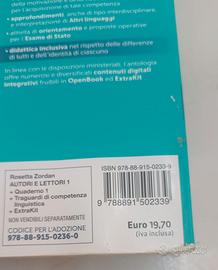 per l'acquisizione di tale competenza
• approfondimenti anche di tipo interdisciplinare,
e interpretazione di Altri linguaggi
• attività di orientamento e proposte operative
per l'Esame di Stato
• didattica inclusiva nel rispetto delle differenze
di tutti e dell'identità di ciascuno
In linea con le disposizioni ministeriali, l'antologia
offre numerosi e diversificati contenuti digitali
integrativi fruibili in OpenBook ed ExtraKit
ISBN 978-88-915-0233-9
Rosetta Zordan
AUTORI E LETTORI 1
+ Quaderno 1
+ Traguardi di competenza
linguistica
+ ExtraKit
NON VENDIBILI SEPARATAMENTE
CODICE PER L'ADOZIONE
978-88-915-0236-0
9 788891 502339
Euro 19,70
(iva inclusa)
subito